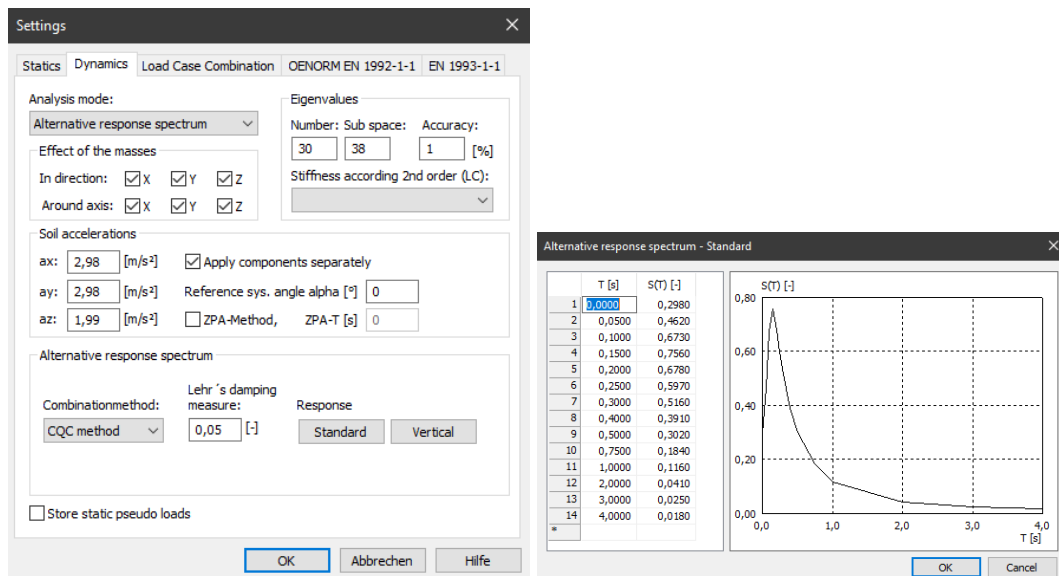 Settings
Statics Dynamics Load Case Combination OENORM EN 1992-1-1 EN 1993-1-1
Analysis mode:
Alternative response spectrum
Effect of the masses
In direction: X Y Z
Around axis: X Y Z
Eigenvalues
Number: Sub space: Accuracy:
30 38 1 [%]
Stiffness according 2nd order (LC):
Soil accelerations
ax: 2,98 [m/s²] Apply components separately
ay: 2,98 [m/s²] Reference sys. angle alpha [°] 0
az: 1,99 [m/s²] ZPA-Method, ZPA-T [s] 0
Alternative response spectrum
Combinationmethod:
CQC method
Lehr´s damping
measure:
0,05 [-]
Response
Standard Vertical
Store static pseudo loads
OK Abbrechen Hilfe
Alternative response spectrum - Standard
T [s] S(T) [-]
1 0,0000 0,2980
2 0,0500 0,4620
3 0,1000 0,6730
4 0,1500 0,7560
5 0,2000 0,6780
6 0,2500 0,5970
7 0,3000 0,5160
8 0,4000 0,3910
9 0,5000 0,3020
10 0,7500 0,1840
11 1,0000 0,1160
12 2,0000 0,0410
13 3,0000 0,0250
14 4,0000 0,0180
*
S(T) [-]
0,80
0,60
0,40
0,20
0,00
0,0 1,0 2,0 3,0 4,0
T [s]
OK Cancel